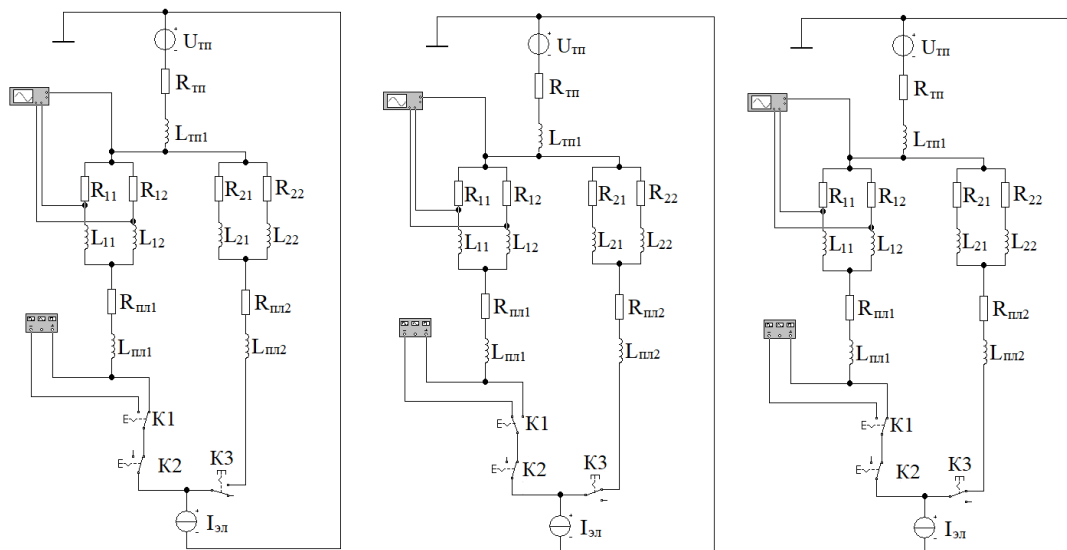 Uтп
Rтп
Lтп1
R11 R12 R21 R22
L11 L12 L21 L22
Rпл1 Rпл2
Lпл1 Lпл2
E К1
E К2 К3
Iэл
Uтп
Rтп
Lтп1
R11 R12 R21 R22
L11 L12 L21 L22
Rпл1 Rпл2
Lпл1 Lпл2
E К1
E К2 К3
Iэл
Uтп
Rтп
Lтп1
R11 R12 R21 R22
L11 L12 L21 L22
Rпл1 Rпл2
Lпл1 Lпл2
E К1
E К2 К3
Iэл